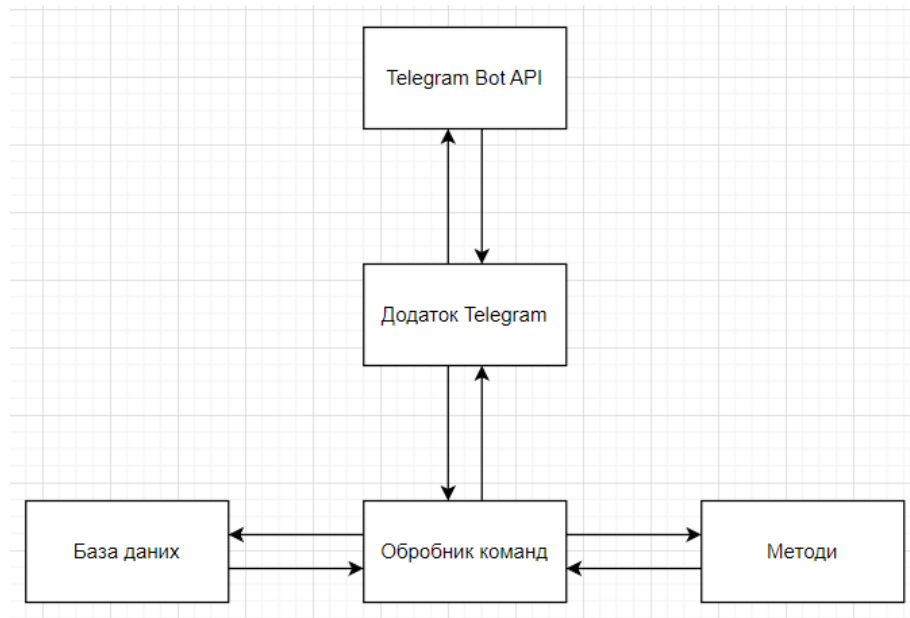 Telegram Bot API
Додаток Telegram
База даних
Обробник команд
Методи